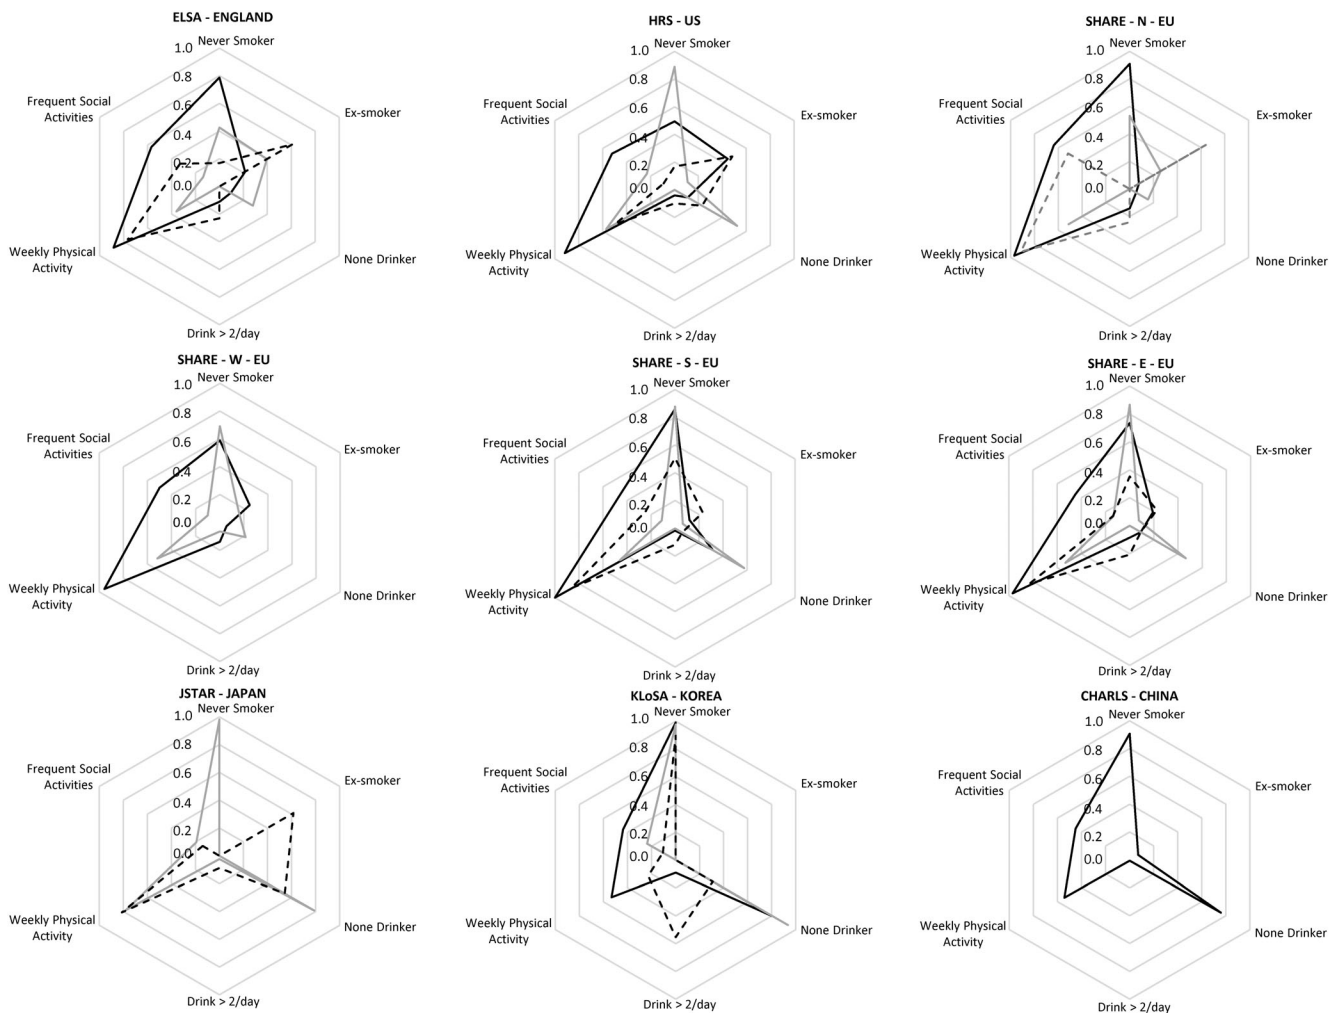 ELSA - ENGLAND
Never Smoker
1.0
0.8
0.6
0.4
0.2
0.0
Ex-smoker
None Drinker
Drink > 2/day
Weekly Physical
Activity
Frequent Social
Activities
HRS - US
Never Smoker
1.0
0.8
0.6
0.4
0.2
0.0
Ex-smoker
None Drinker
Drink > 2/day
Weekly Physical
Activity
Frequent Social
Activities
SHARE - N - EU
Never Smoker
1.0
0.8
0.6
0.4
0.2
0.0
Ex-smoker
None Drinker
Drink > 2/day
Weekly Physical
Activity
Frequent Social
Activities
SHARE - W - EU
Never Smoker
1.0
0.8
0.6
0.4
0.2
0.0
Ex-smoker
None Drinker
Drink > 2/day
Weekly Physical
Activity
Frequent Social
Activities
SHARE - S - EU
Never Smoker
1.0
0.8
0.6
0.4
0.2
0.0
Ex-smoker
None Drinker
Drink > 2/day
Weekly Physical
Activity
Frequent Social
Activities
SHARE - E - EU
Never Smoker
1.0
0.8
0.6
0.4
0.2
0.0
Ex-smoker
None Drinker
Drink > 2/day
Weekly Physical
Activity
Frequent Social
Activities
JSTAR - JAPAN
Never Smoker
1.0
0.8
0.6
0.4
0.2
0.0
Ex-smoker
None Drinker
Drink > 2/day
Weekly Physical
Activity
Frequent Social
Activities
KLoSA - KOREA
Never Smoker
1.0
0.8
0.6
0.4
0.2
0.0
Ex-smoker
None Drinker
Drink > 2/day
Weekly Physical
Activity
Frequent Social
Activities
CHARLS - CHINA
Never Smoker
1.0
0.8
0.6
0.4
0.2
0.0
Ex-smoker
None Drinker
Drink > 2/day
Weekly Physical
Activity
Frequent Social
Activities